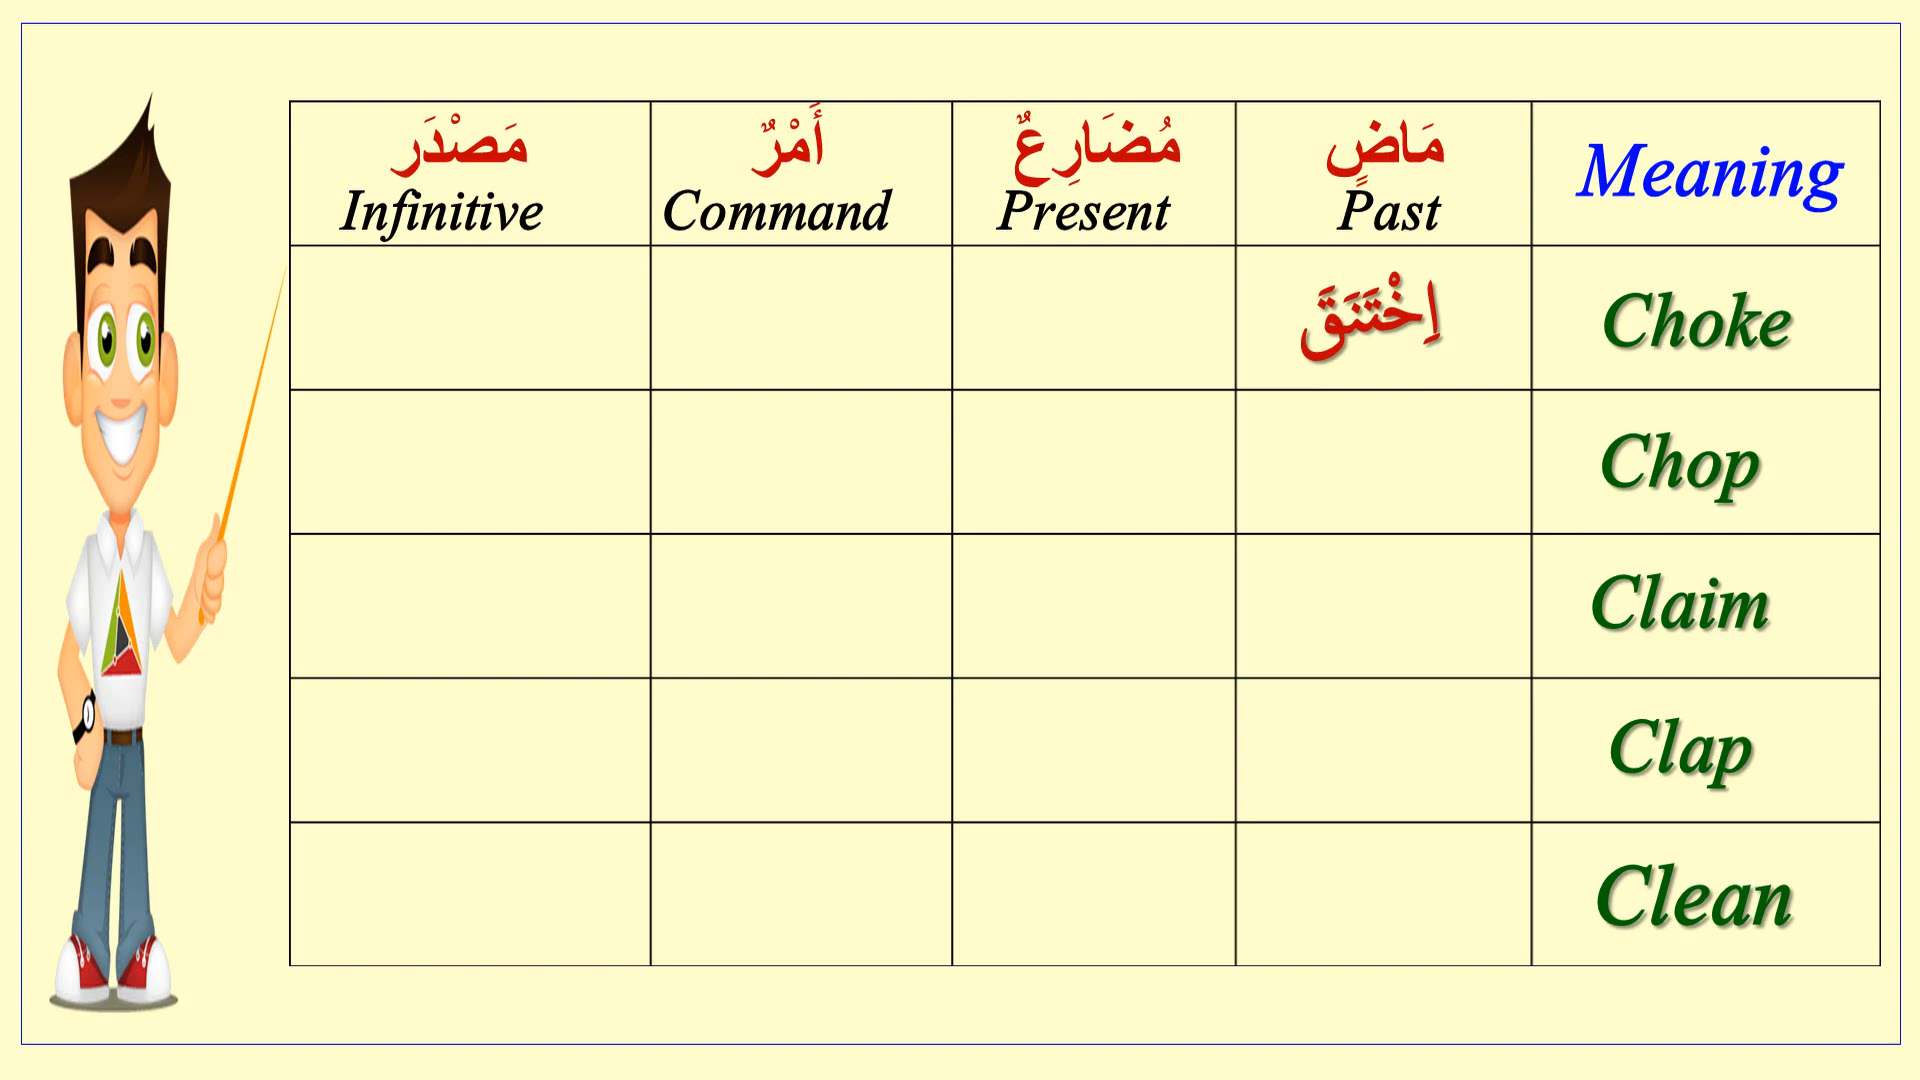 مَصْدَر
Infinitive
أَمْرٌ
Command
مُضَارِعٌ
Present
مَاضٍ
Past
Meaning
اِخْتَنَقَ
Choke
Chop
Claim
Clap
Clean